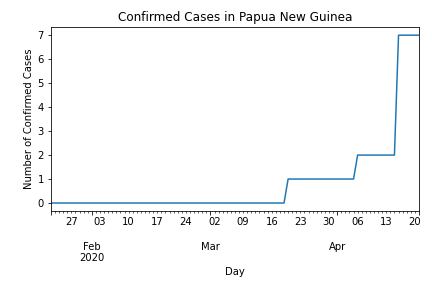 Confirmed Cases in Papua New Guinea
Number of Confirmed Cases
7
6
5
4
3
2
1
0
27 03 10 17 24 02 09 16 23 30 06 13 20
Feb Mar Apr
2020
Day